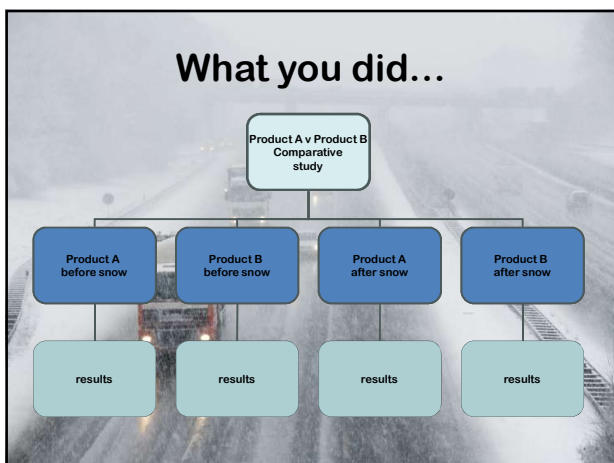 What you did...
Product A v Product B
Comparative
study
Product A
before snow
Product B
before snow
Product A
after snow
Product B
after snow
results
results
results
results